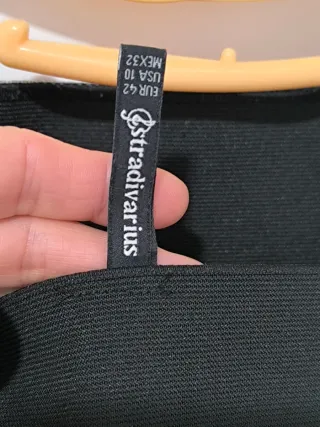 Stradivarius
EUR 42
USA 10
MEX32